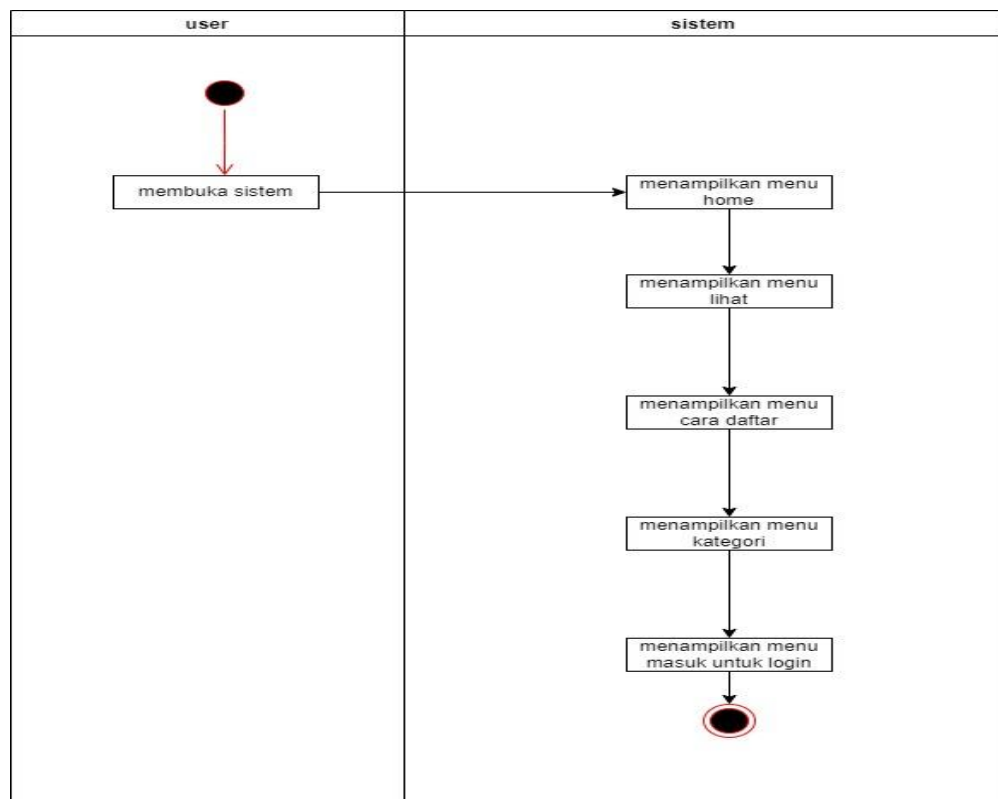 user
sistem
membuka sistem
menampilkan menu
home
menampilkan menu
lihat
menampilkan menu
cara daftar
menampilkan menu
kategori
menampilkan menu
masuk untuk login